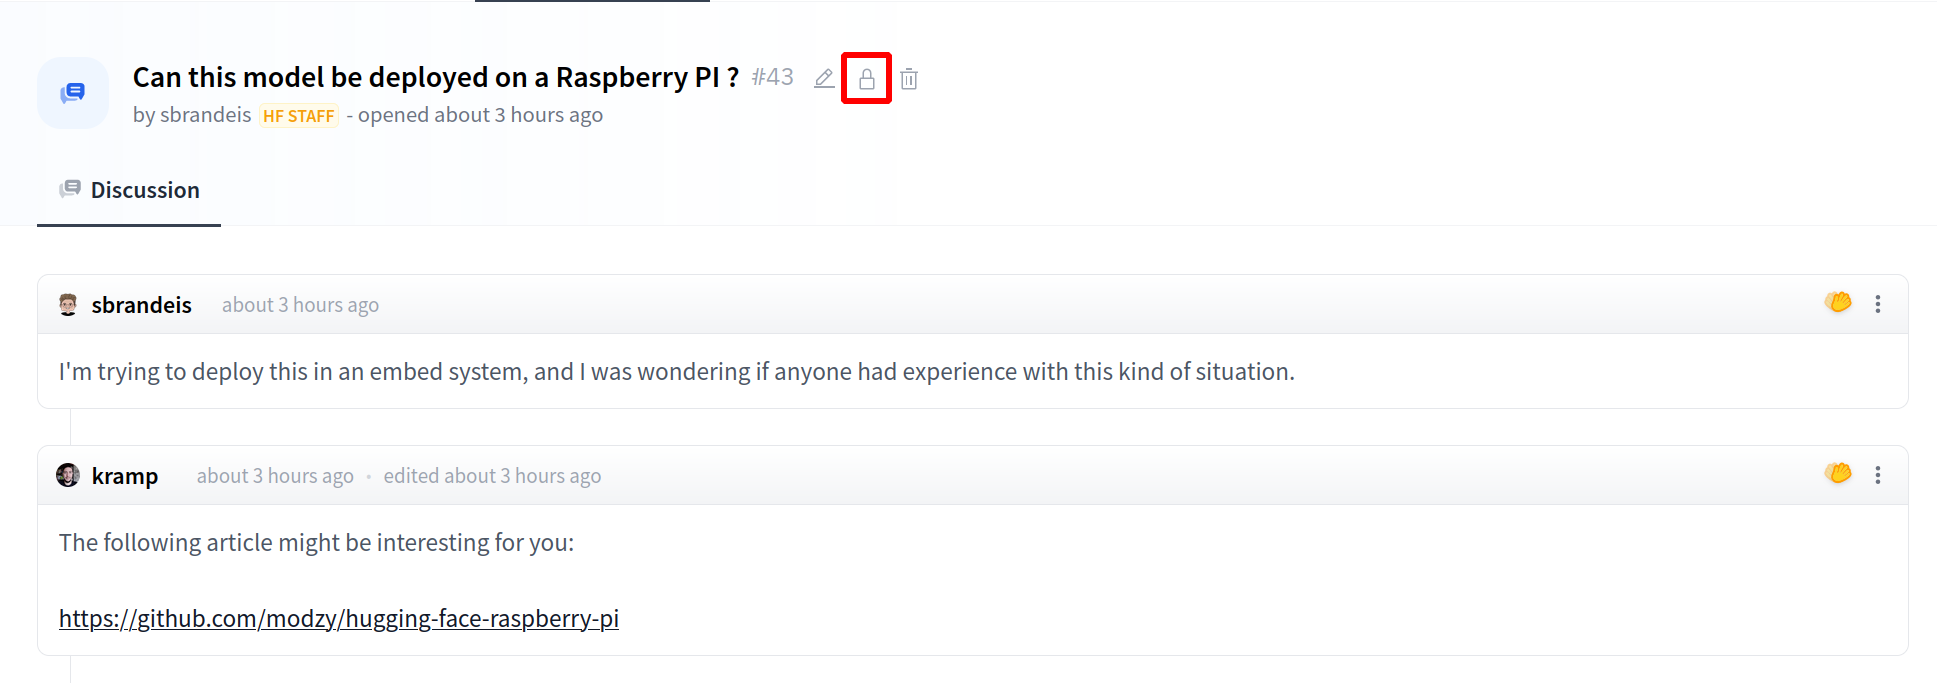 Can this model be deployed on a Raspberry PI ? #43
by sbrandeis HF STAFF - opened about 3 hours ago
Discussion
sbrandeis about 3 hours ago
I'm trying to deploy this in an embed system, and I was wondering if anyone had experience with this kind of situation.
kramp about 3 hours ago • edited about 3 hours ago
The following article might be interesting for you:
https://github.com/modzy/hugging-face-raspberry-pi